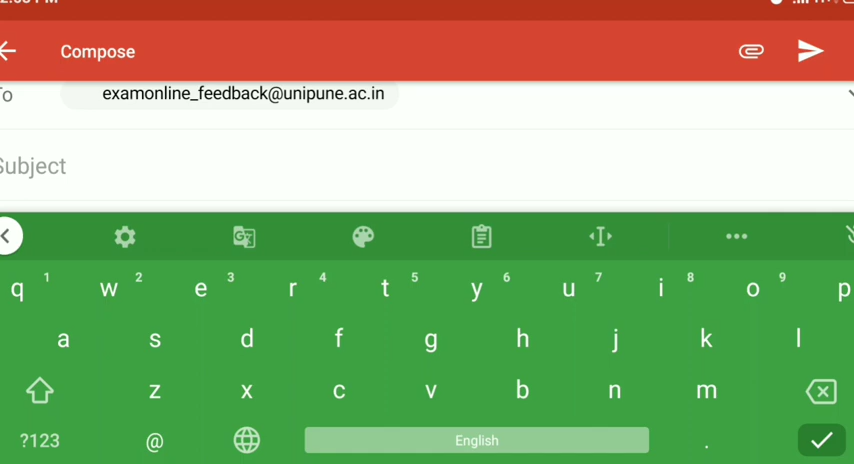 Compose
To examonline_feedback@unipune.ac.in
Subject
q 1 w 2 e 3 r 4 t 5 y 6 u 7 i 8 o 9 p
a s d f g h j k l
z x c v b n m
?123 @ English .